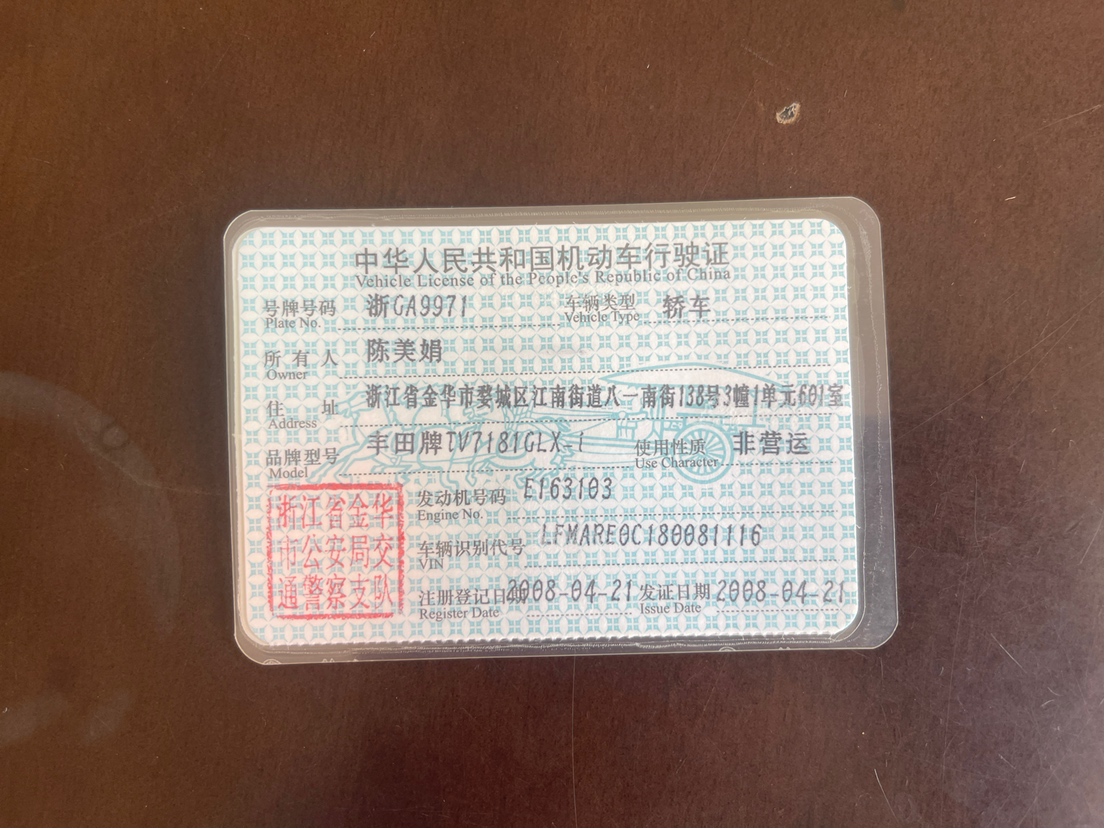 中华人民共和国机动车行驶证
Vehicle License of the People's Republic of China
号牌号码 浙GA9971 车辆类型 轿车
Plate No. Vehicle Type
所有人 陈美娟
Owner
住址 浙江省金华市婺城区江南街道八一南街138号3幢1单元601室
Address
品牌型号 丰田牌TV7181GLX-i 使用性质 非营运
Model Use Character
浙江省金华
市公安局交
通警察支队
发动机号码 E163103
Engine No.
车辆识别代号 LFMARE0C180081116
VIN
注册登记日期 2008-04-21 发证日期 2008-04-21
Register Date Issue Date